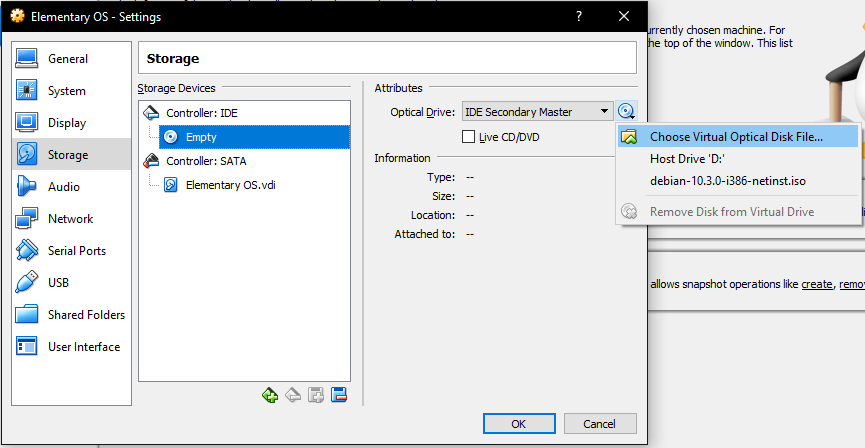 Elementary OS - Settings
?
General
System
Display
Storage
Audio
Network
Serial Ports
USB
Shared Folders
User Interface
Storage
Storage Devices
Controller: IDE
Empty
Controller: SATA
Elementary OS.vdi
Attributes
Optical Drive: IDE Secondary Master
Live CD/DVD
Information
Type: --
Size: --
Location: --
Attached to: --
Choose Virtual Optical Disk File...
Host Drive 'D:'
debian-10.3.0-i386-netinst.iso
Remove Disk from Virtual Drive
OK
Cancel
currently chosen machine. For
the top of the window. This list
allows snapshot operations like create, remov